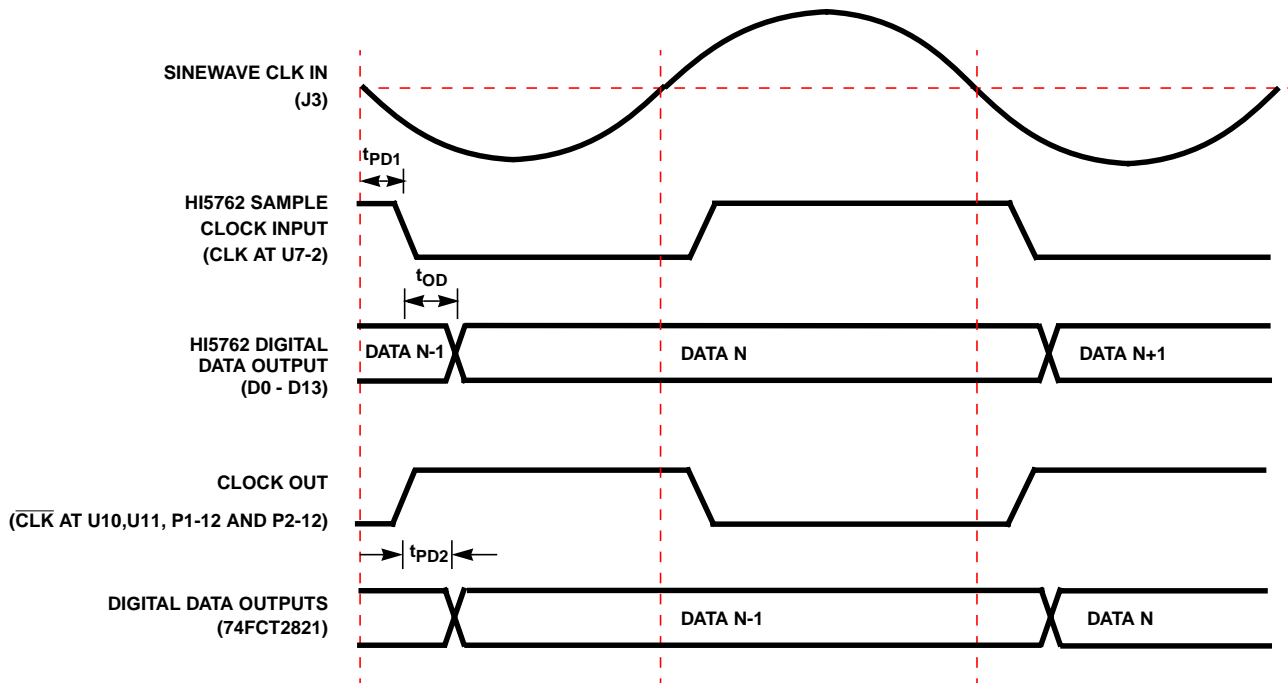 SINEWAVE CLK IN
(J3)
tPD1
HI5762 SAMPLE
CLOCK INPUT
(CLK AT U7-2)
tOD
HI5762 DIGITAL
DATA OUTPUT
(D0 - D13)
DATA N-1
DATA N
DATA N+1
CLOCK OUT
(CLK AT U10,U11, P1-12 AND P2-12)
tPD2
DIGITAL DATA OUTPUTS
(74FCT2821)
DATA N-1
DATA N